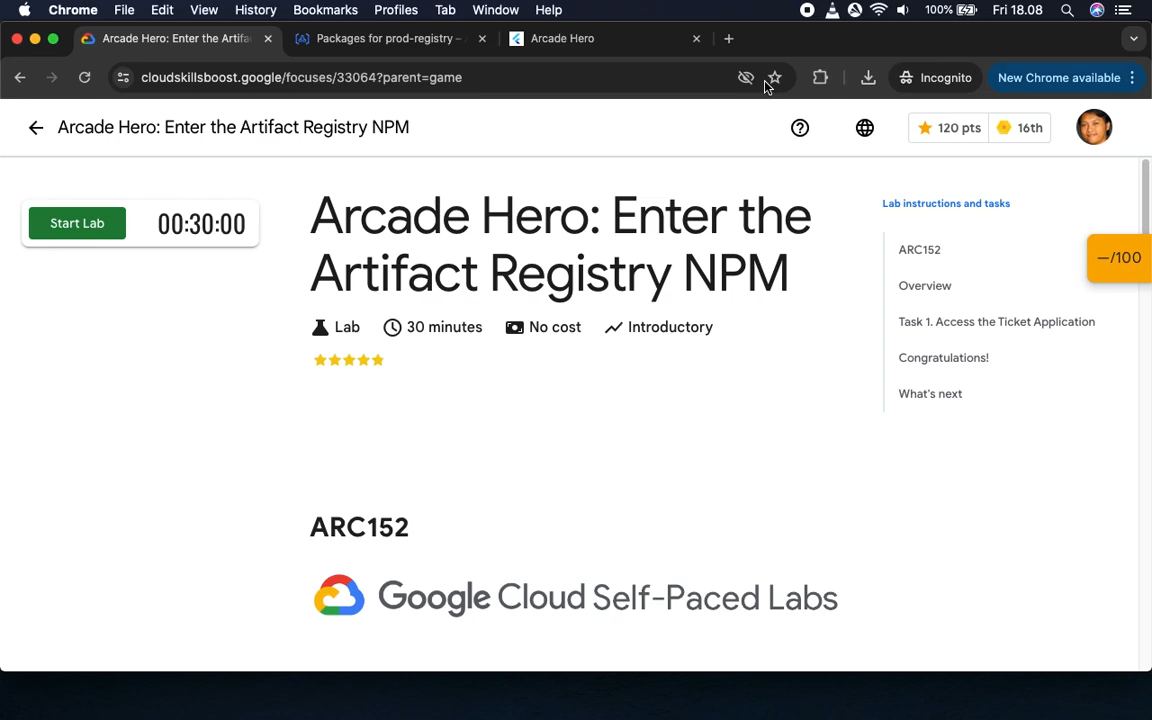 Chrome File Edit View History Bookmarks Profiles Tab Window Help 100% Fri 18.08
Arcade Hero: Enter the Artifa Packages for prod-registry – Arcade Hero
cloudskillsboost.google/focuses/33064?parent=game Incognito New Chrome available
Arcade Hero: Enter the Artifact Registry NPM 120 pts 16th
Start Lab 00:30:00
Arcade Hero: Enter the
Artifact Registry NPM
Lab 30 minutes No cost Introductory
ARC152
Google Cloud Self-Paced Labs
Lab instructions and tasks
ARC152
Overview
Task 1. Access the Ticket Application
Congratulations!
What's next
—/100